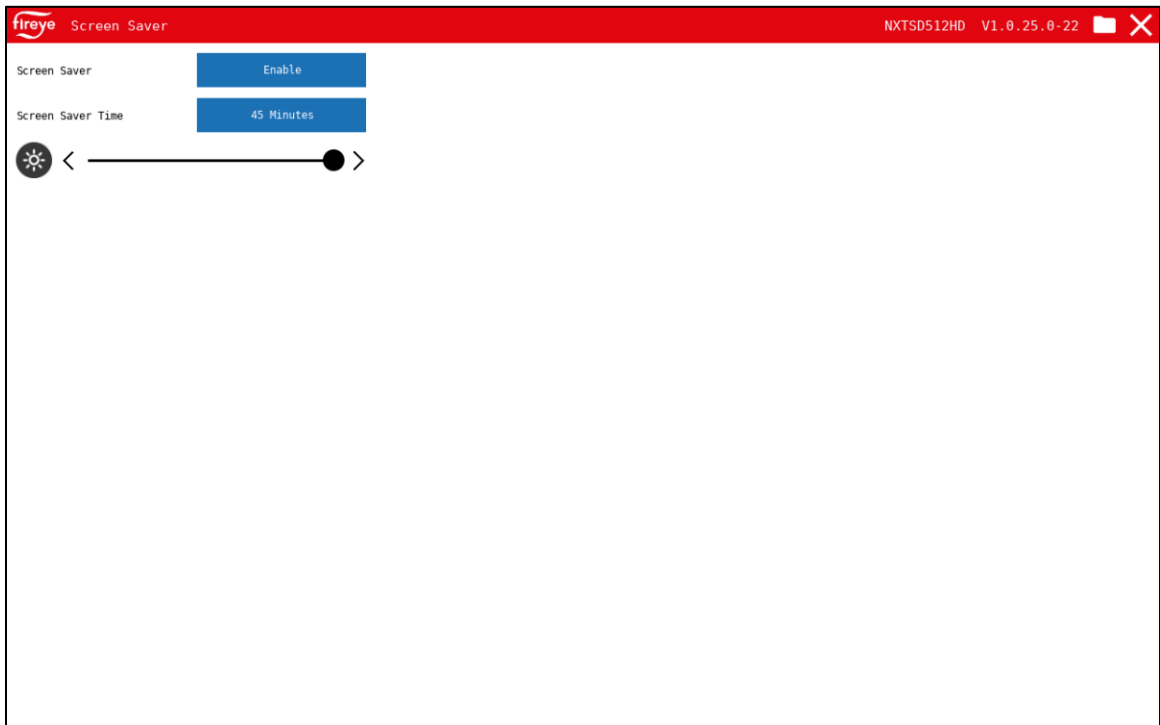 fireye Screen Saver NXTSD512HD V1.0.25.0-22
Screen Saver Enable
Screen Saver Time 45 Minutes